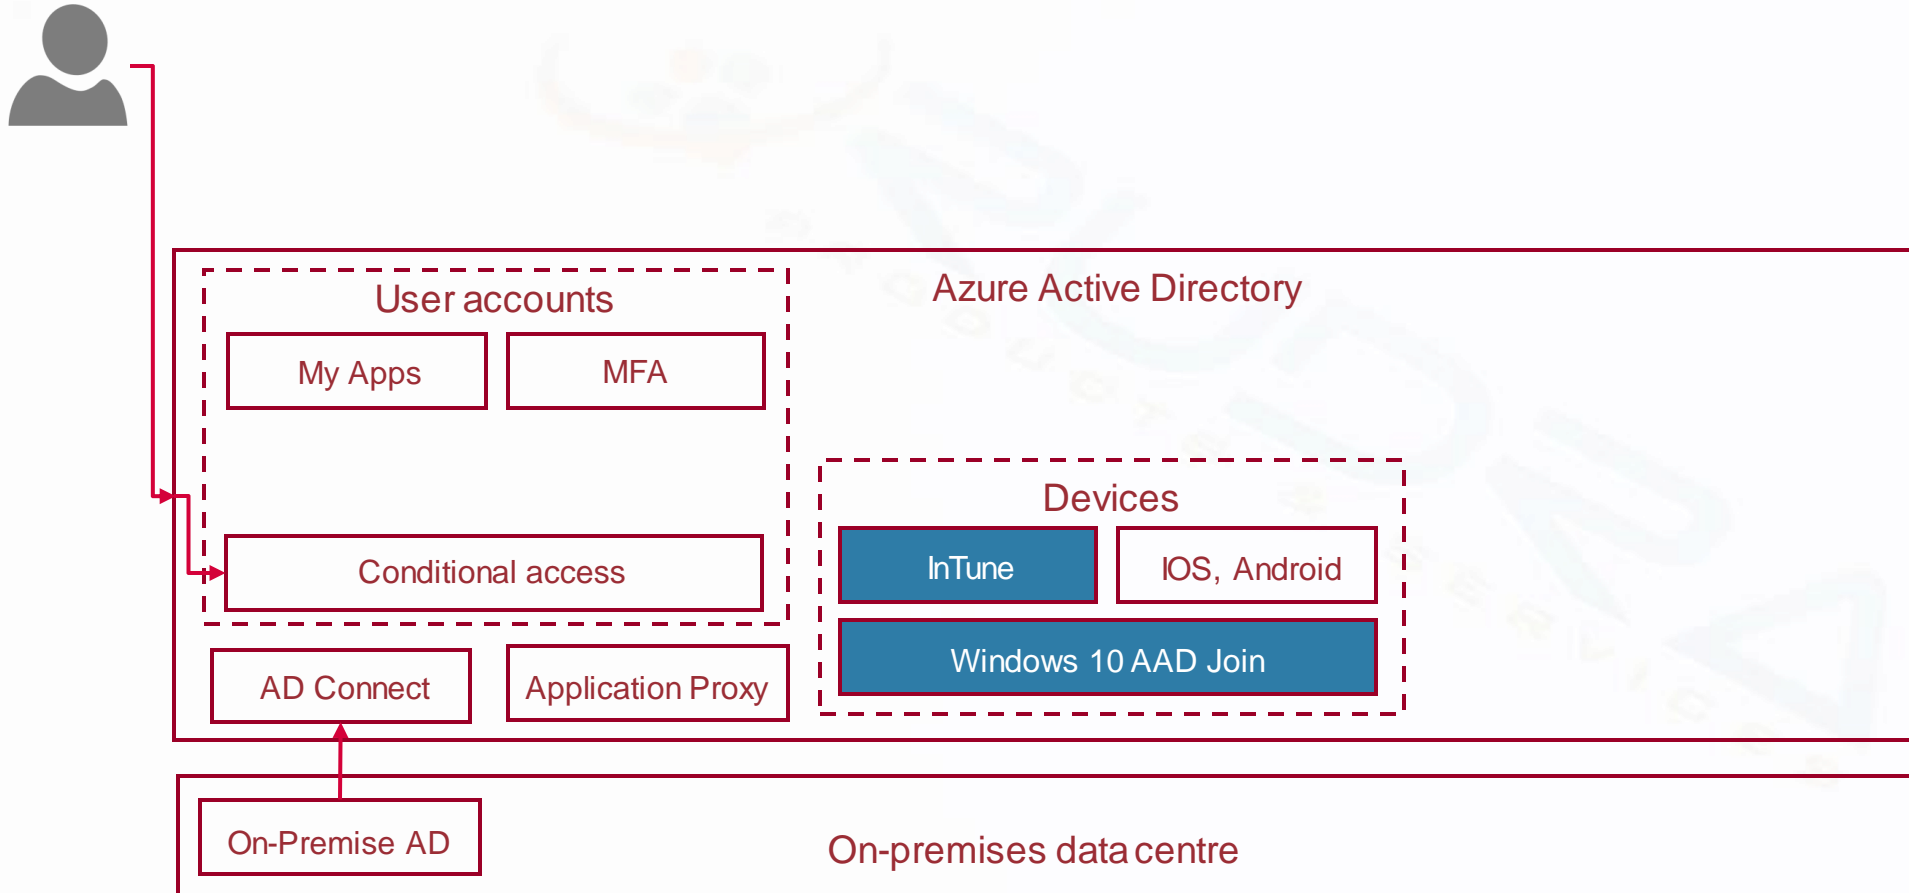 User accounts
Azure Active Directory
My Apps
MFA
Devices
Conditional access
InTune
IOS, Android
Windows 10 AAD Join
AD Connect
Application Proxy
On-Premise AD
On-premises data centre